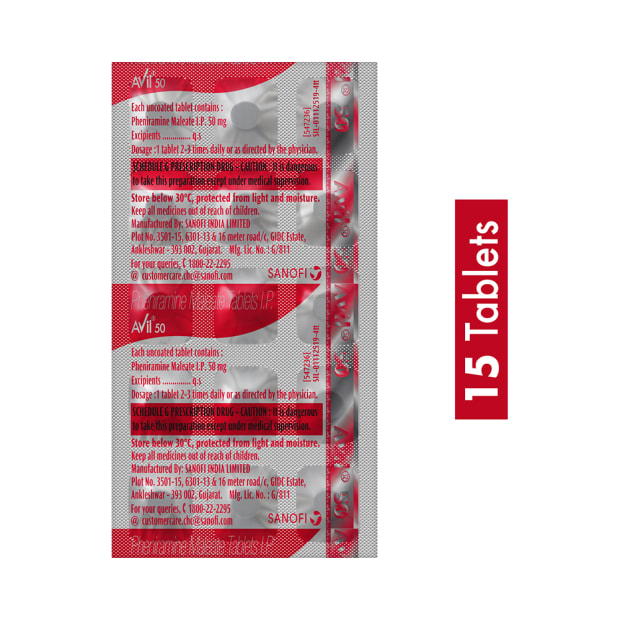 Avil® 50
Each uncoated tablet contains :
Pheniramine Maleate I.P. 50 mg
Excipients .............. q.s
Dosage :1 tablet 2-3 times daily or as directed by the physician.
SCHEDULE G PRESCRIPTION DRUG - CAUTION : it is dangerous
to take this preparation except under medical supervision.
Store below 30°C, protected from light and moisture.
Keep all medicines out of reach of children.
Manufactured By: SANOFI INDIA LIMITED
Plot No. 3501-15, 6301-13 & 16 meter road/c, GIDC Estate,
Ankleshwar - 393 002, Gujarat. Mfg. Lic. No. : G/811
For your queries, 1800-22-2295
@ customercare.chc@sanofi.com
SANOFI
[547236]
SIL-01112519-4H
Pheniramine Maleate Tablets I.P.
Avil® 50
Each uncoated tablet contains :
Pheniramine Maleate I.P. 50 mg
Excipients .............. q.s
Dosage :1 tablet 2-3 times daily or as directed by the physician.
SCHEDULE G PRESCRIPTION DRUG - CAUTION : it is dangerous
to take this preparation except under medical supervision.
Store below 30°C, protected from light and moisture.
Keep all medicines out of reach of children.
Manufactured By: SANOFI INDIA LIMITED
Plot No. 3501-15, 6301-13 & 16 meter road/c, GIDC Estate,
Ankleshwar - 393 002, Gujarat. Mfg. Lic. No. : G/811
For your queries, 1800-22-2295
@ customercare.chc@sanofi.com
SANOFI
[547236]
SIL-01112519-4H
Pheniramine Maleate Tablets I.P.
15 Tablets